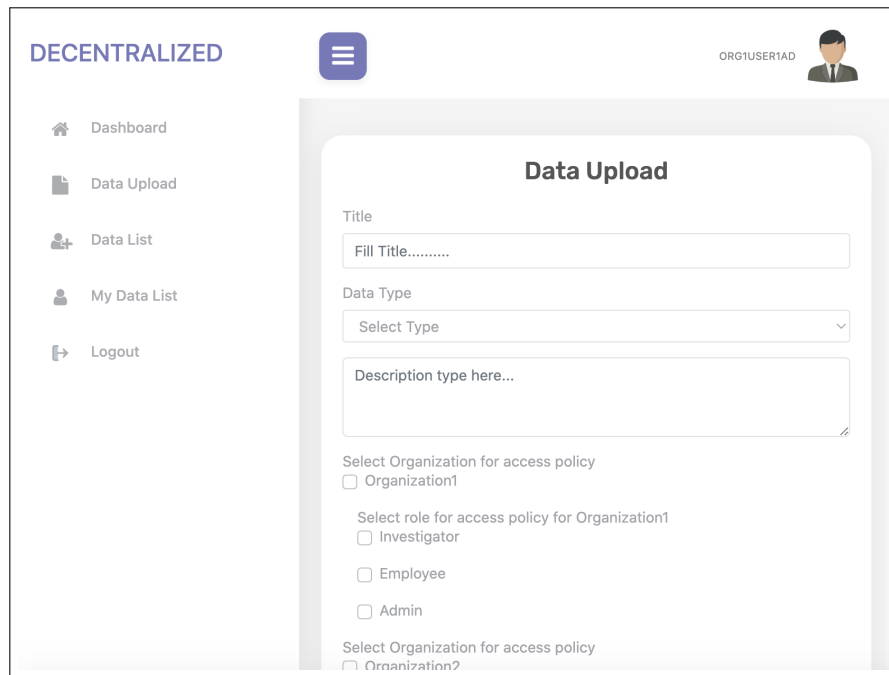 DECENTRALIZED
ORG1USER1AD
Dashboard
Data Upload
Data List
My Data List
Logout
Data Upload
Title
Fill Title..........
Data Type
Select Type
Description type here...
Select Organization for access policy
Organization1
Select role for access policy for Organization1
Investigator
Employee
Admin
Select Organization for access policy
Organization2